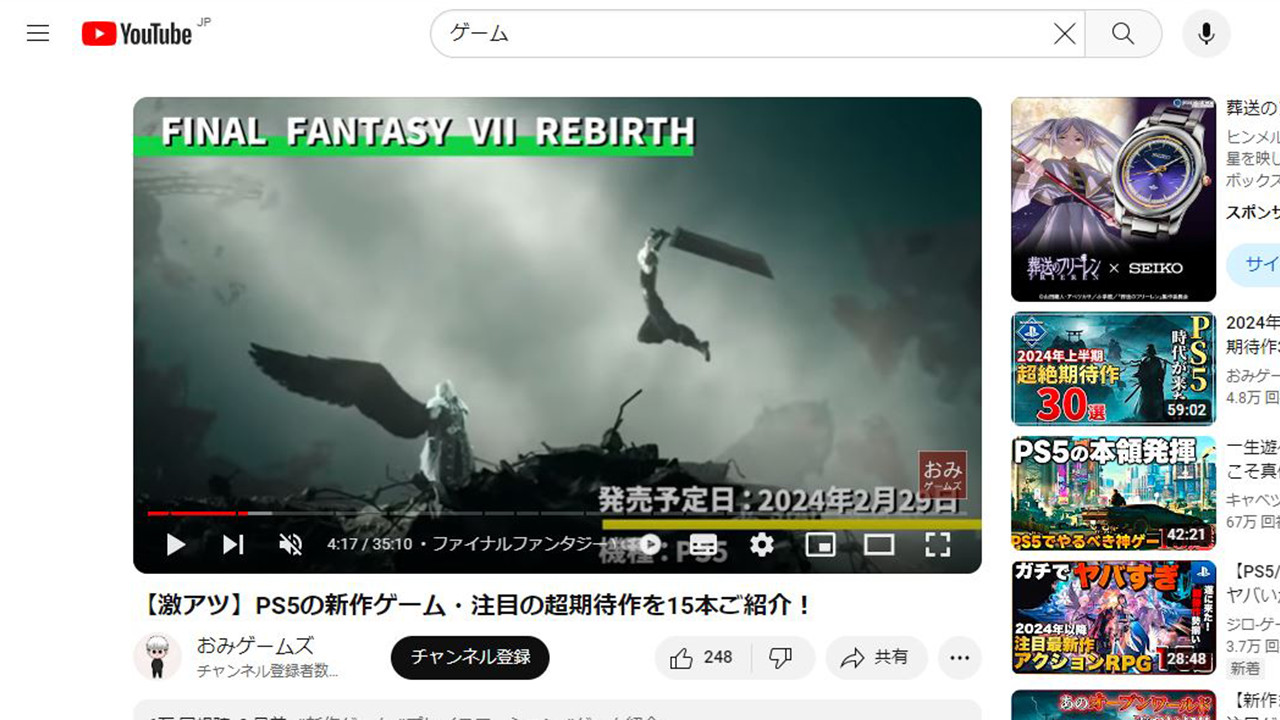 YouTube JP
ゲーム
FINAL FANTASY VII REBIRTH
おみ
ゲームズ
発売予定日：2024年2月29日
機種：PS5
4:17 / 35:10 ・ファイナルファンタジー
【激アツ】PS5の新作ゲーム・注目の超期待作を15本ご紹介！
おみゲームズ
チャンネル登録者数...
チャンネル登録
248
共有
#新作ゲーム
葬送のフリーレン × SEIKO
FRIEREN
葬送の
ヒンメル
星を映し
ボックス
スポンサ
サイ
2024年上半期
超絶期待作
30選
PS5
時代が来た
59:02
2024年
期待作
おみゲー
4.8万 回
PS5の本領発揮
PS5でやるべき神ゲー
42:21
一生遊
こそ真
キャベツ
67万 回
ガチでヤバすぎ
遂に来た！
2024年以降
注目最新作
アクションRPG
28:48
【PS5/
ヤバい
ジロ-ゲー
3.7万 回
新着
あのオープンワールド
【新作